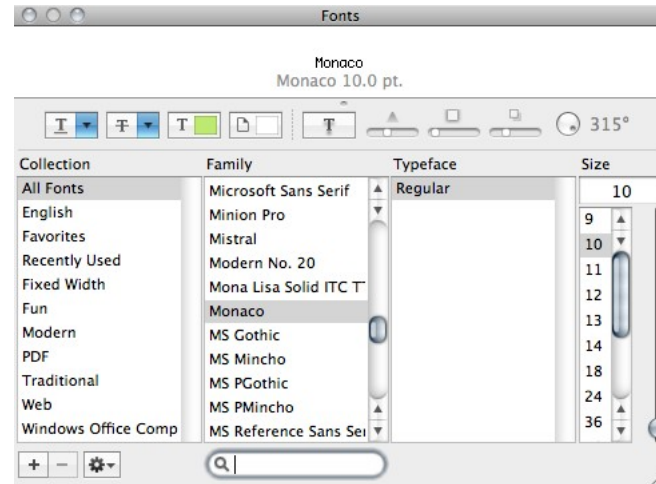 Fonts
Monaco
Monaco 10.0 pt.
T T T T 315°
Collection Family Typeface Size
All Fonts Microsoft Sans Serif Regular 10
English Minion Pro 9
Favorites Mistral 10
Recently Used Modern No. 20 11
Fixed Width Mona Lisa Solid ITC T 12
Fun Monaco 13
Modern MS Gothic 14
PDF MS Mincho 18
Traditional MS PGothic 24
Web MS PMincho 36
Windows Office Comp MS Reference Sans Ser